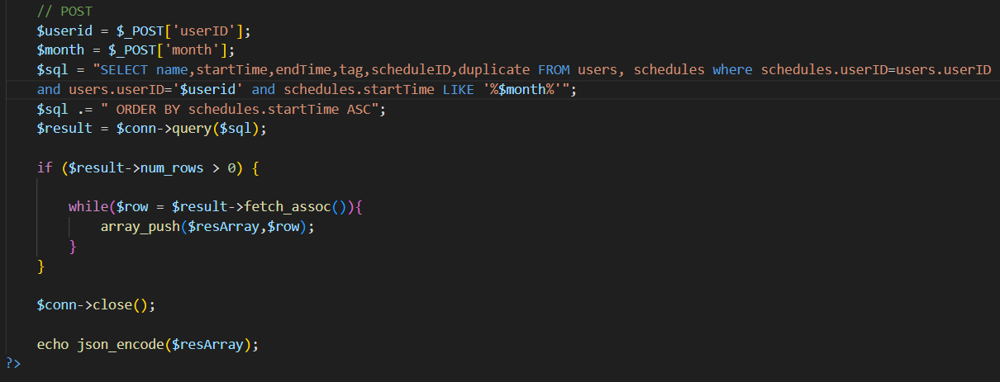 // POST
$userid = $_POST['userID'];
$month = $_POST['month'];
$sql = "SELECT name,startTime,endTime,tag,scheduleID,duplicate FROM users, schedules where schedules.userID=users.userID
and users.userID='$userid' and schedules.startTime LIKE '%$month%'";
$sql .= " ORDER BY schedules.startTime ASC";
$result = $conn->query($sql);
if ($result->num_rows > 0) {
while($row = $result->fetch_assoc()){
array_push($resArray,$row);
}
}
$conn->close();
echo json_encode($resArray);
?>